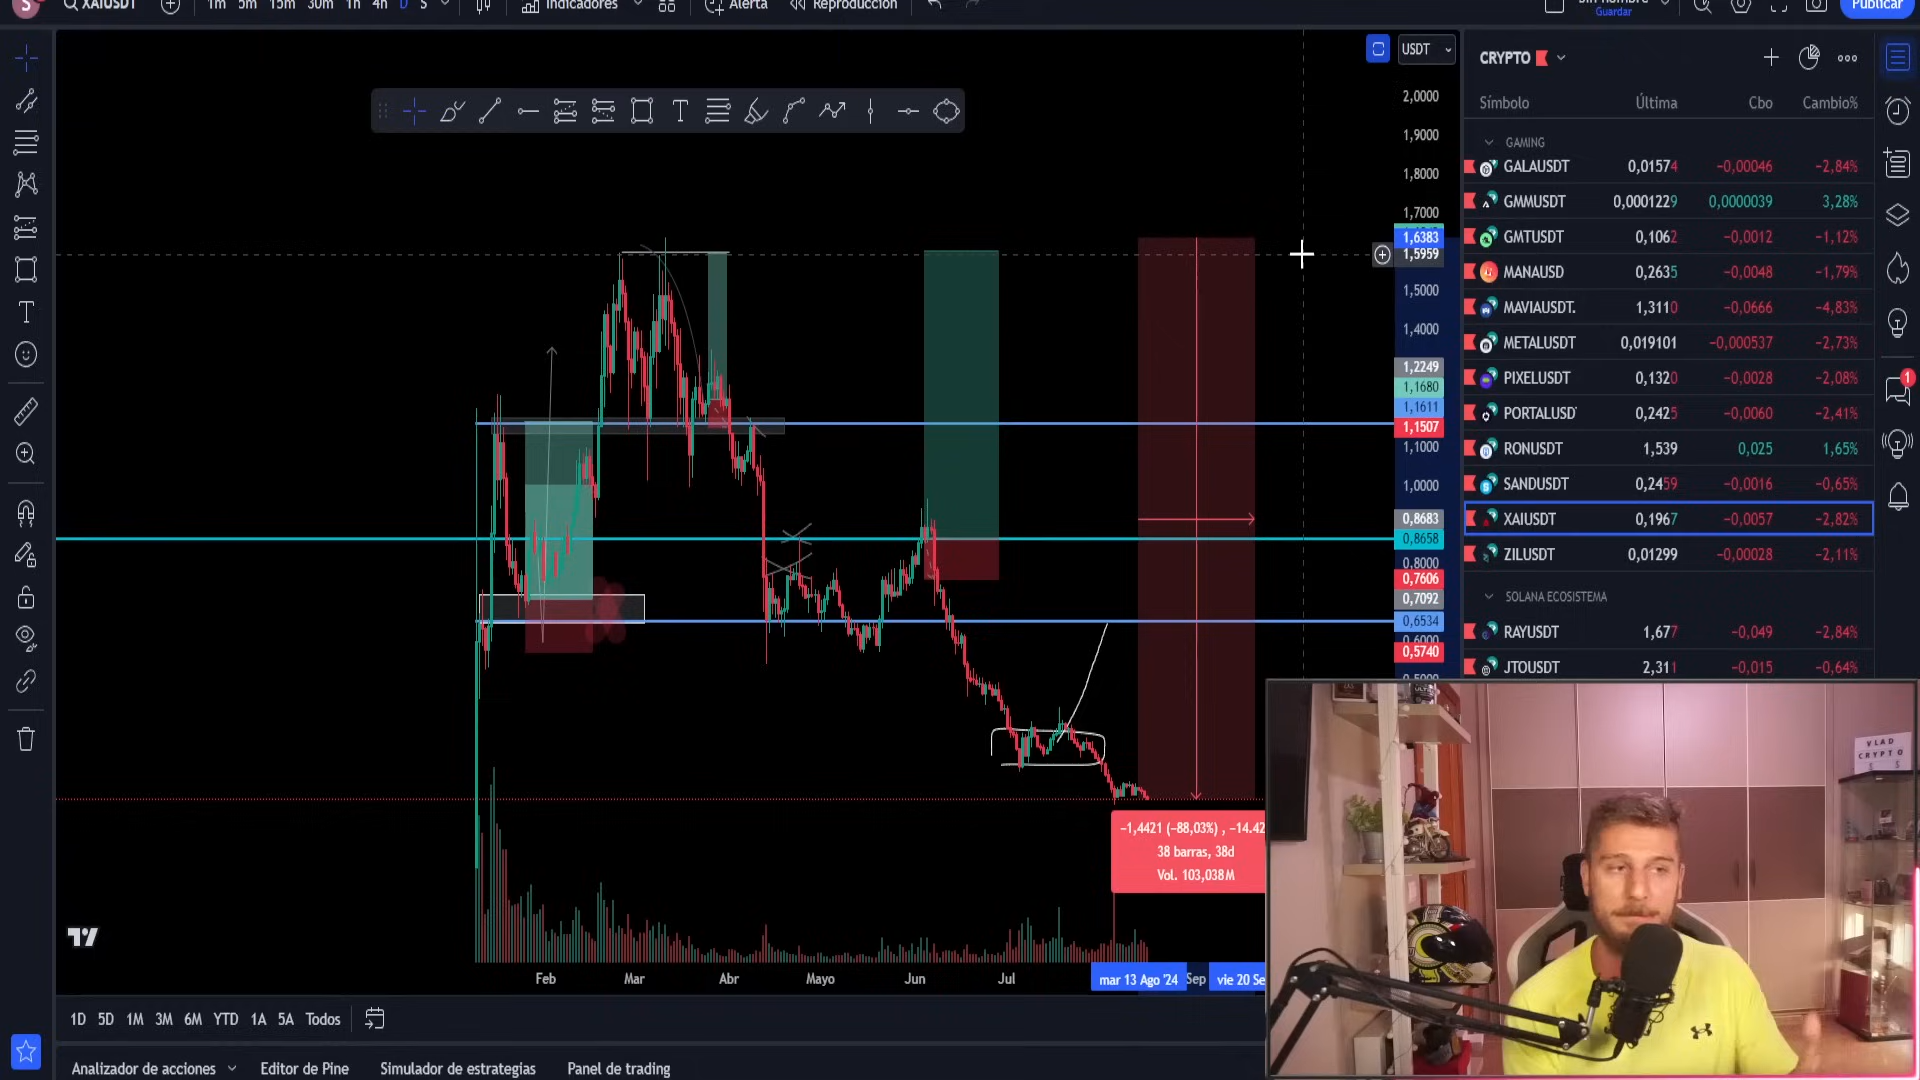 XAIUSDT
1m 5m 15m 30m 1h 4h D S
Indicadores
Alerta
Reproducción
Guardar
Publicar
USDT
2,0000
1,9000
1,8000
1,7000
1,6383
1,5959
1,5000
1,4000
1,2249
1,1680
1,1611
1,1507
1,1000
1,0000
0,8683
0,8658
0,8000
0,7606
0,7092
0,6534
0,6000
0,5740
0,5000
−1,4421 (−88,03%) , −14.42
38 barras, 38d
Vol. 103,038M
Feb Mar Abr Mayo Jun Jul mar 13 Ago '24 Sep vie 20 Se
1D 5D 1M 3M 6M YTD 1A 5A Todos
Analizador de acciones Editor de Pine Simulador de estrategias Panel de trading
CRYPTO
Símbolo Última Cbo Cambio%
GAMING
GALAUSDT 0,01574 −0,00046 −2,84%
GMMUSDT 0,0001229 0,0000039 3,28%
GMTUSDT 0,1062 −0,0012 −1,12%
MANAUSD 0,2635 −0,0048 −1,79%
MAVIAUSDT. 1,3110 −0,0666 −4,83%
METALUSDT 0,019101 −0,000537 −2,73%
PIXELUSDT 0,1320 −0,0028 −2,08%
PORTALUSD 0,2425 −0,0060 −2,41%
RONUSDT 1,539 0,025 1,65%
SANDUSDT 0,2459 −0,0016 −0,65%
XAIUSDT 0,1967 −0,0057 −2,82%
ZILUSDT 0,01299 −0,00028 −2,11%
SOLANA ECOSISTEMA
RAYUSDT 1,677 −0,049 −2,84%
JTOUSDT 2,311 −0,015 −0,64%
1
VLAD
CRYPTO